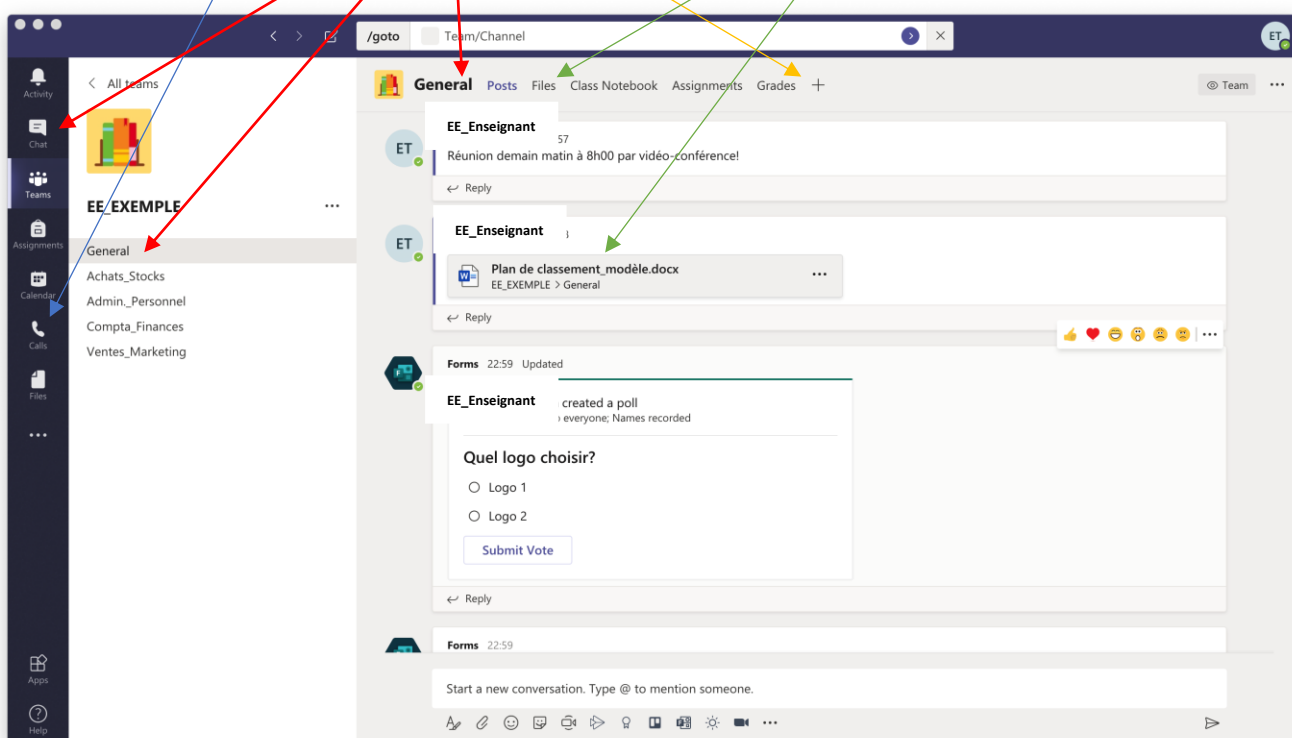 /goto Team/Channel
ET
Activity
Chat
Teams
Assignments
Calendar
Calls
Files
Apps
Help
All teams
EE_EXEMPLE
General
Achats_Stocks
Admin._Personnel
Compta_Finances
Ventes_Marketing
General Posts Files Class Notebook Assignments Grades
Team
ET
EE_Enseignant
57
Réunion demain matin à 8h00 par vidéo-conférence!
Reply
ET
EE_Enseignant
Plan de classement_modèle.docx
EE_EXEMPLE > General
Reply
Forms 22:59 Updated
EE_Enseignant created a poll
everyone; Names recorded
Quel logo choisir?
Logo 1
Logo 2
Submit Vote
Reply
Forms 22:59
Start a new conversation. Type @ to mention someone.